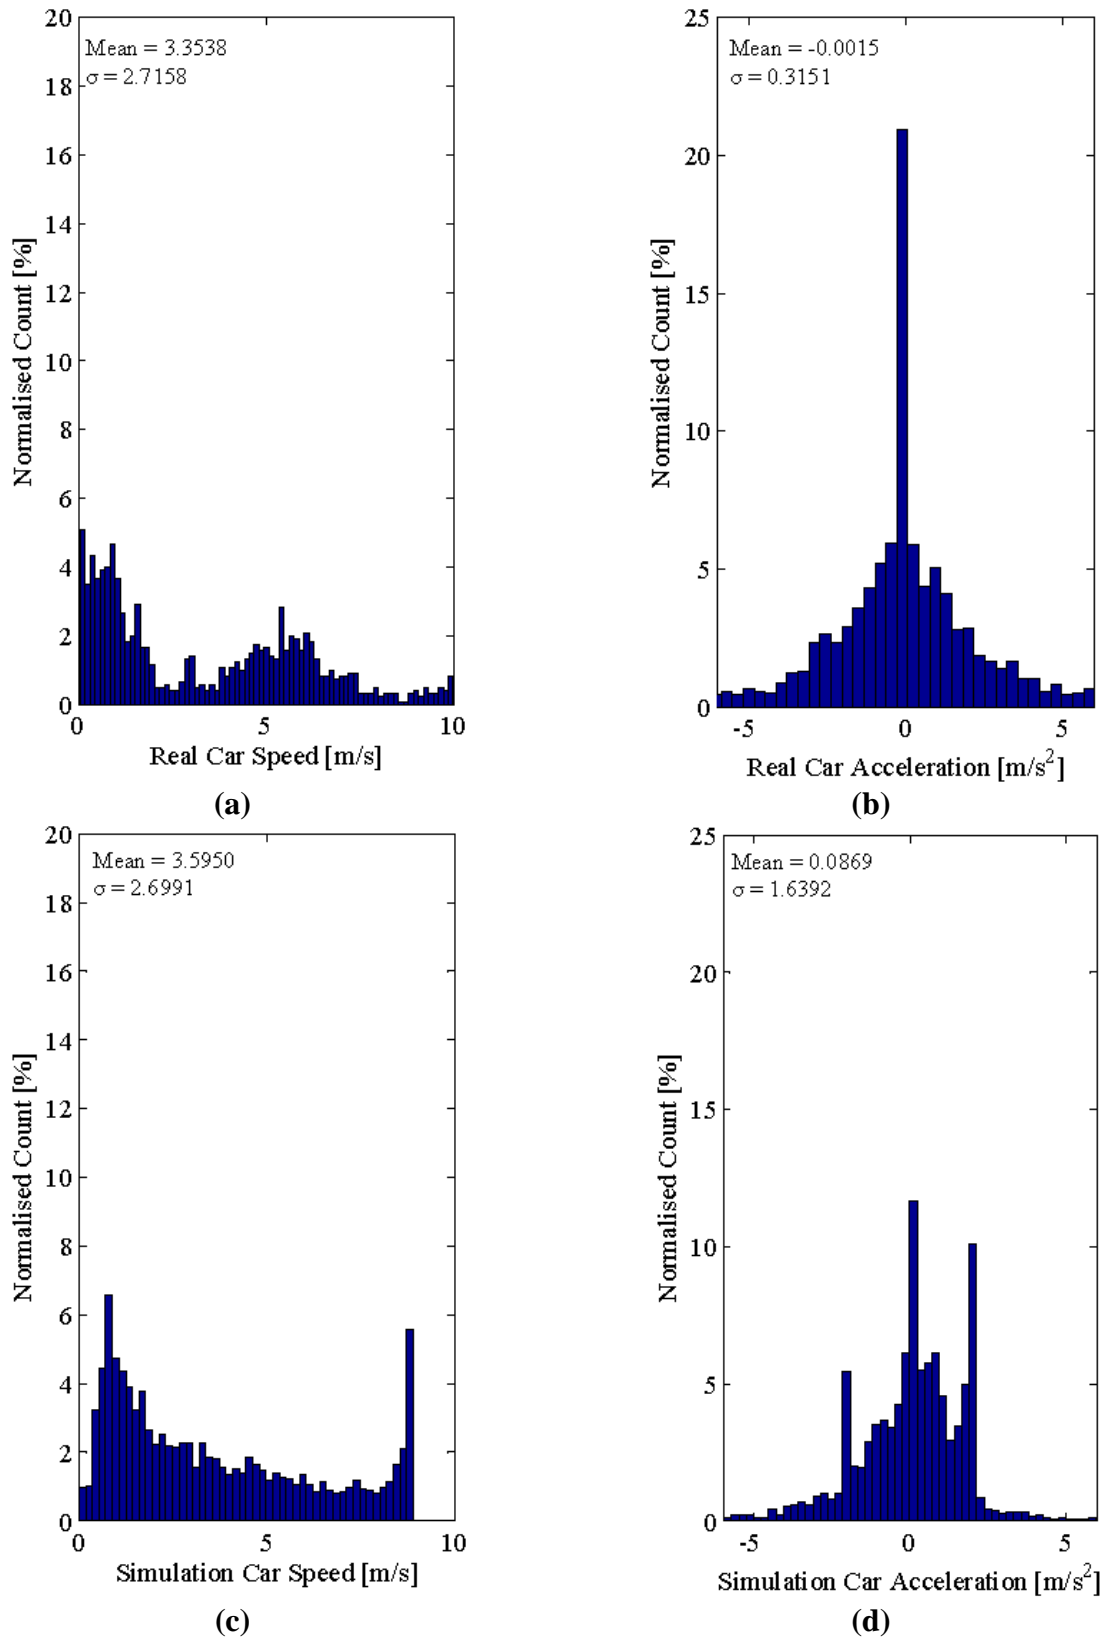 20
18
16
14
12
10
8
6
4
2
0
Mean = 3.3538
σ = 2.7158
Normalised Count [%]
0 5 10
Real Car Speed [m/s]
(a)
25
20
15
10
5
0
Mean = -0.0015
σ = 0.3151
Normalised Count [%]
-5 0 5
Real Car Acceleration [m/s²]
(b)
20
18
16
14
12
10
8
6
4
2
0
Mean = 3.5950
σ = 2.6991
Normalised Count [%]
0 5 10
Simulation Car Speed [m/s]
(c)
25
20
15
10
5
0
Mean = 0.0869
σ = 1.6392
Normalised Count [%]
-5 0 5
Simulation Car Acceleration [m/s²]
(d)